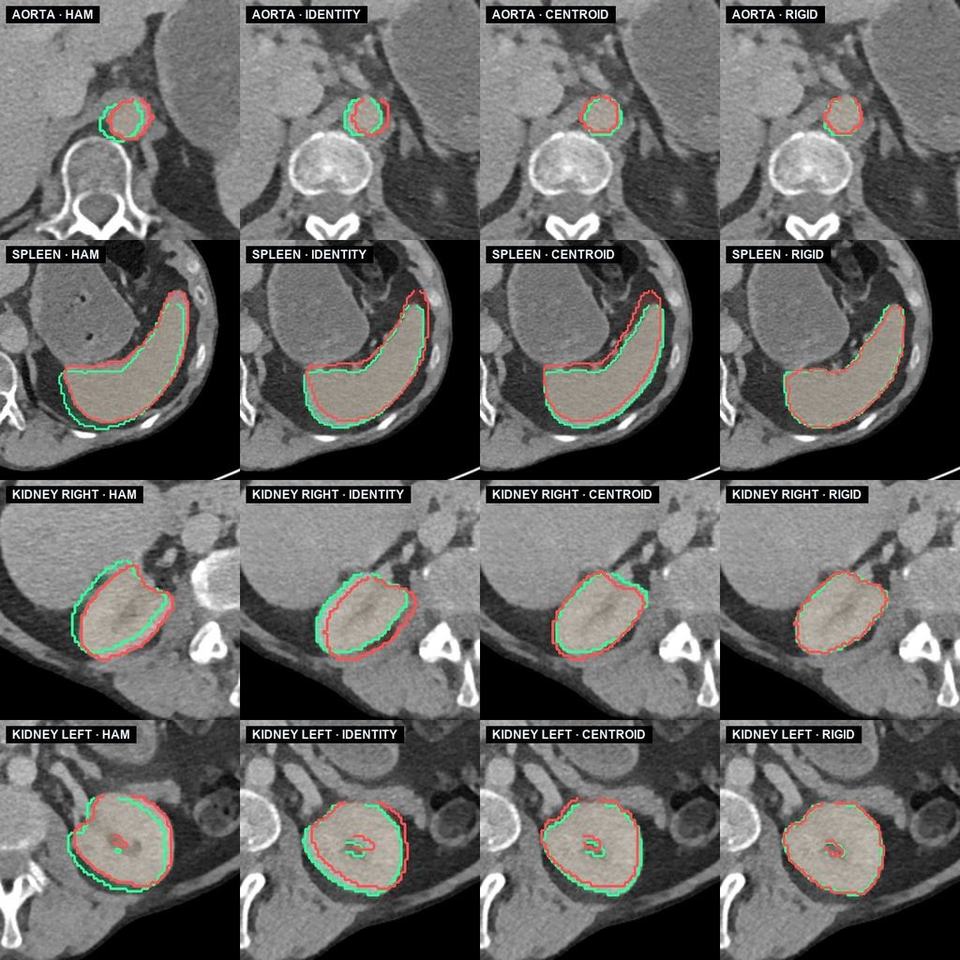 AORTA · HAM
AORTA · IDENTITY
AORTA · CENTROID
AORTA · RIGID
SPLEEN · HAM
SPLEEN · IDENTITY
SPLEEN · CENTROID
SPLEEN · RIGID
KIDNEY RIGHT · HAM
KIDNEY RIGHT · IDENTITY
KIDNEY RIGHT · CENTROID
KIDNEY RIGHT · RIGID
KIDNEY LEFT · HAM
KIDNEY LEFT · IDENTITY
KIDNEY LEFT · CENTROID
KIDNEY LEFT · RIGID